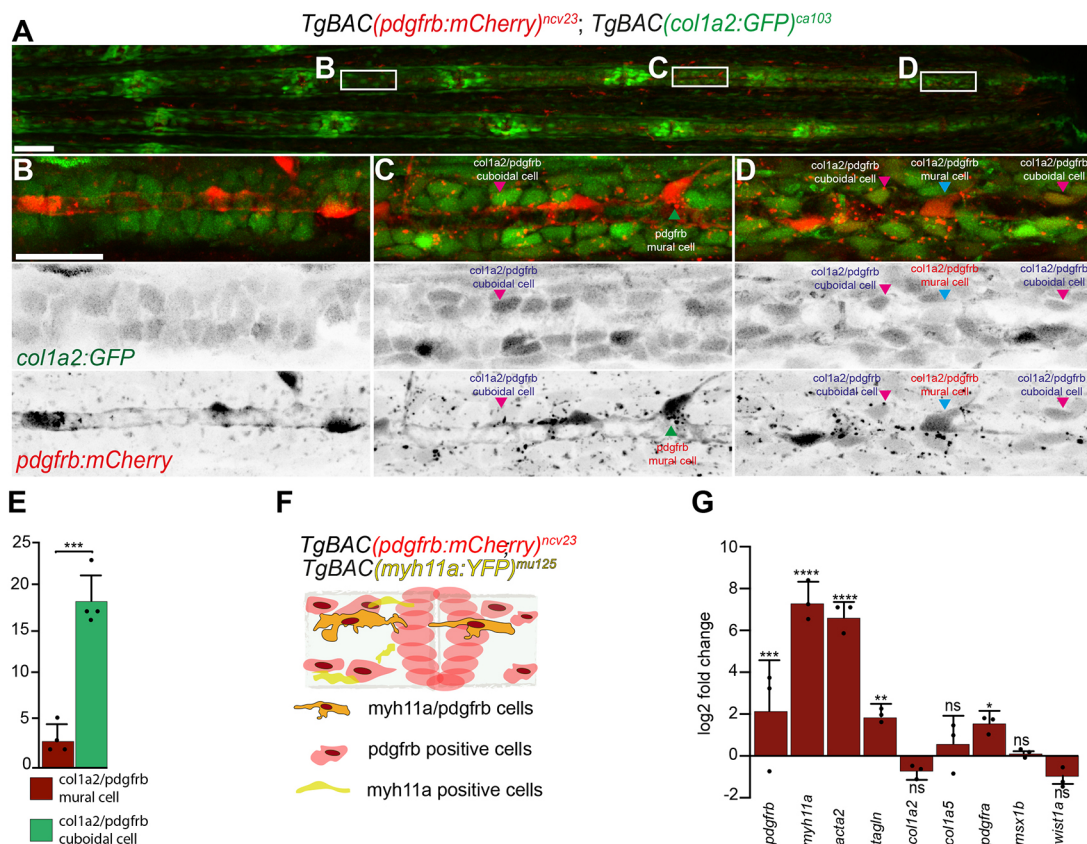 TgBAC(pdgfrb:mCherry)ncv23; TgBAC(col1a2:GFP)ca103
A
B
C
D
B
C
col1a2/pdgfrb
cuboidal cell
pdgfrb
mural cell
D
col1a2/pdgfrb
cuboidal cell
col1a2/pdgfrb
mural cell
col1a2/pdgfrb
cuboidal cell
col1a2:GFP
col1a2/pdgfrb
cuboidal cell
col1a2/pdgfrb
cuboidal cell
col1a2/pdgfrb
mural cell
col1a2/pdgfrb
cuboidal cell
pdgfrb:mCherry
col1a2/pdgfrb
cuboidal cell
pdgfrb
mural cell
col1a2/pdgfrb
cuboidal cell
col1a2/pdgfrb
mural cell
col1a2/pdgfrb
cuboidal cell
E
25
20
15
10
5
0
***
col1a2/pdgfrb
mural cell
col1a2/pdgfrb
cuboidal cell
F
TgBAC(pdgfrb:mCherry)ncv23;
TgBAC(myh11a:YFP)mu125
myh11a/pdgfrb cells
pdgfrb positive cells
myh11a positive cells
G
log2 fold change
10
8
6
4
2
0
-2
***
****
****
**
ns
ns
*
ns
ns
pdgfrb
myh11a
acta2
tagln
col1a2
col1a5
pdgfra
msx1b
wist1a